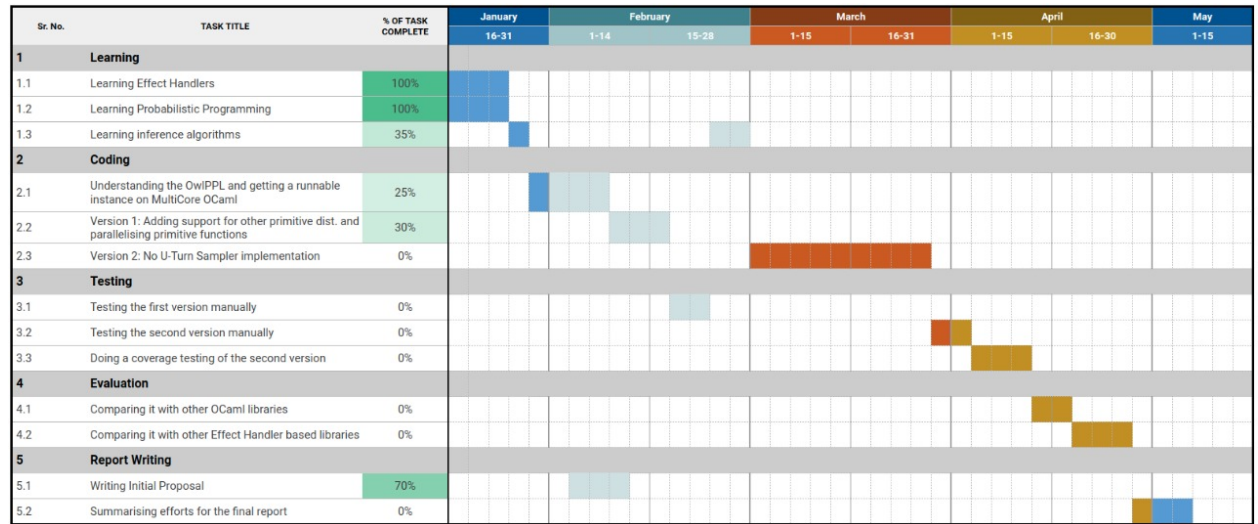 Sr. No. TASK TITLE % OF TASK COMPLETE January February March April May
16-31 1-14 15-28 1-15 16-31 1-15 16-30 1-15
1 Learning
1.1 Learning Effect Handlers 100%
1.2 Learning Probabilistic Programming 100%
1.3 Learning inference algorithms 35%
2 Coding
2.1 Understanding the OwlPPL and getting a runnable
instance on MultiCore OCaml 25%
2.2 Version 1: Adding support for other primitive dist. and
parallelising primitive functions 30%
2.3 Version 2: No U-Turn Sampler implementation 0%
3 Testing
3.1 Testing the first version manually 0%
3.2 Testing the second version manually 0%
3.3 Doing a coverage testing of the second version 0%
4 Evaluation
4.1 Comparing it with other OCaml libraries 0%
4.2 Comparing it with other Effect Handler based libraries 0%
5 Report Writing
5.1 Writing Initial Proposal 70%
5.2 Summarising efforts for the final report 0%